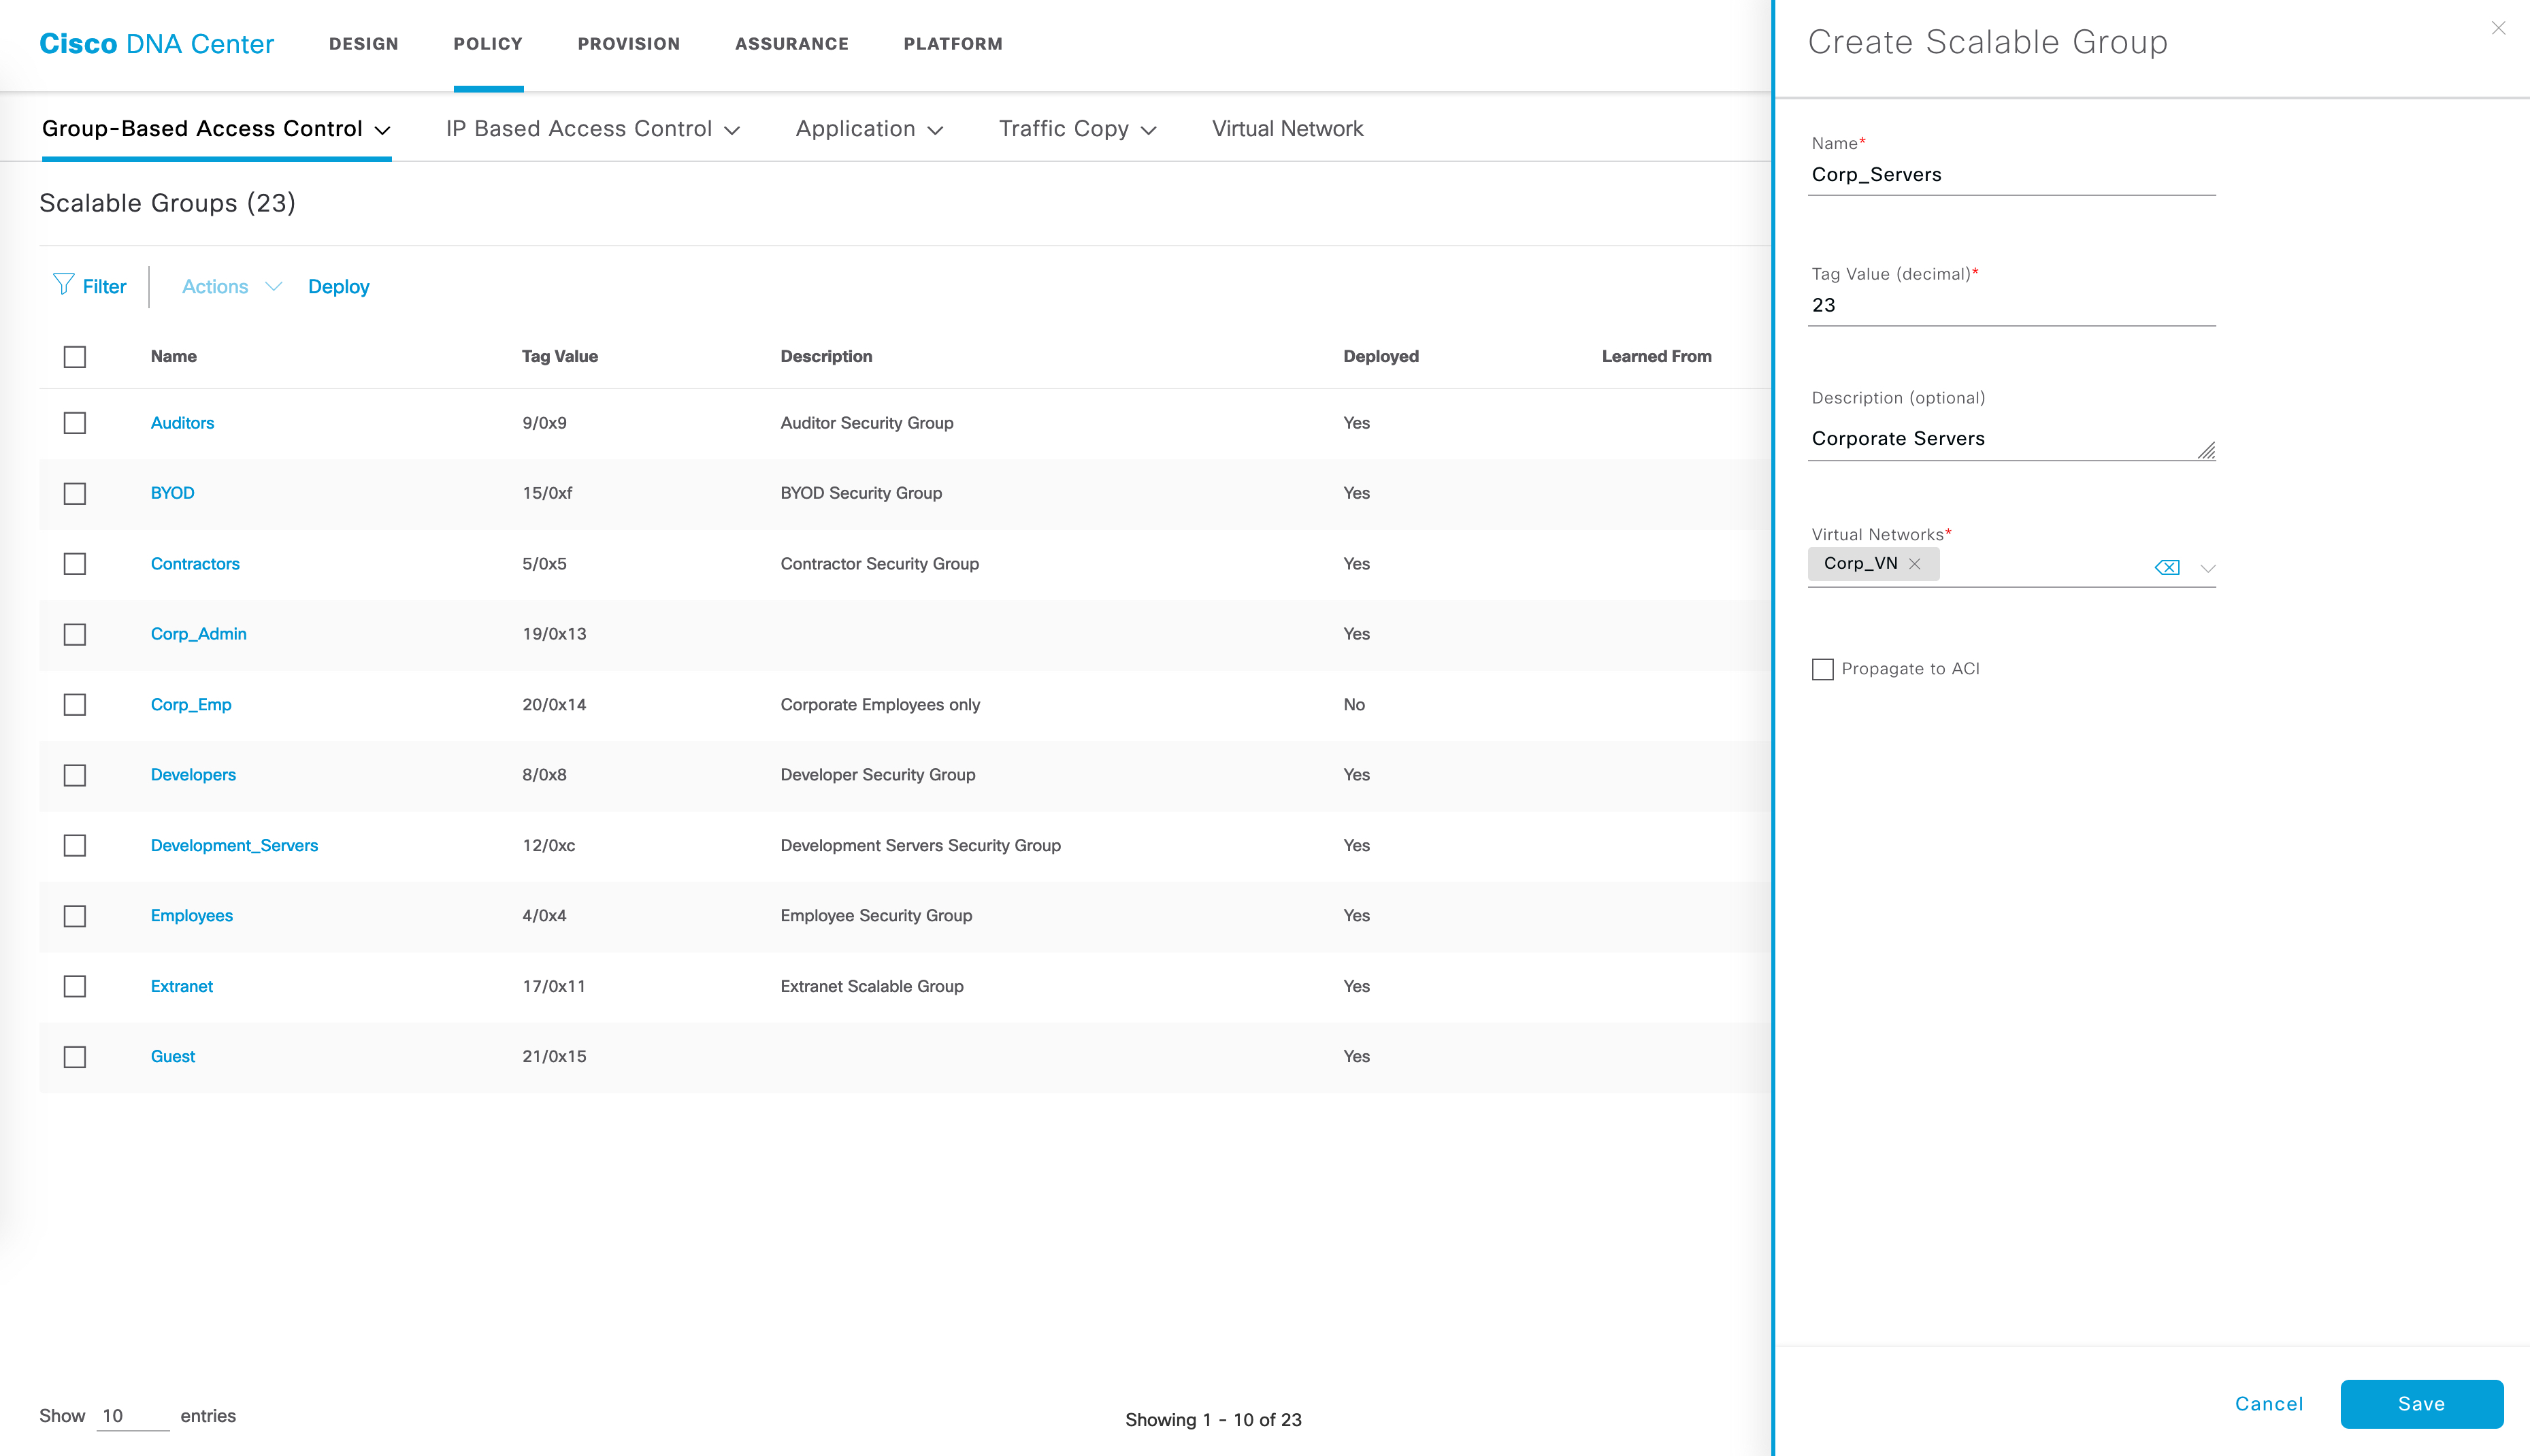 Cisco DNA Center DESIGN POLICY PROVISION ASSURANCE PLATFORM
Group-Based Access Control IP Based Access Control Application Traffic Copy Virtual Network
Scalable Groups (23)
Filter Actions Deploy
Name Tag Value Description Deployed Learned From
Auditors 9/0x9 Auditor Security Group Yes
BYOD 15/0xf BYOD Security Group Yes
Contractors 5/0x5 Contractor Security Group Yes
Corp_Admin 19/0x13 Yes
Corp_Emp 20/0x14 Corporate Employees only No
Developers 8/0x8 Developer Security Group Yes
Development_Servers 12/0xc Development Servers Security Group Yes
Employees 4/0x4 Employee Security Group Yes
Extranet 17/0x11 Extranet Scalable Group Yes
Guest 21/0x15 Yes
Show 10 entries Showing 1 - 10 of 23
Create Scalable Group
Name*
Corp_Servers
Tag Value (decimal)*
23
Description (optional)
Corporate Servers
Virtual Networks*
Corp_VN
Propagate to ACI
Cancel Save